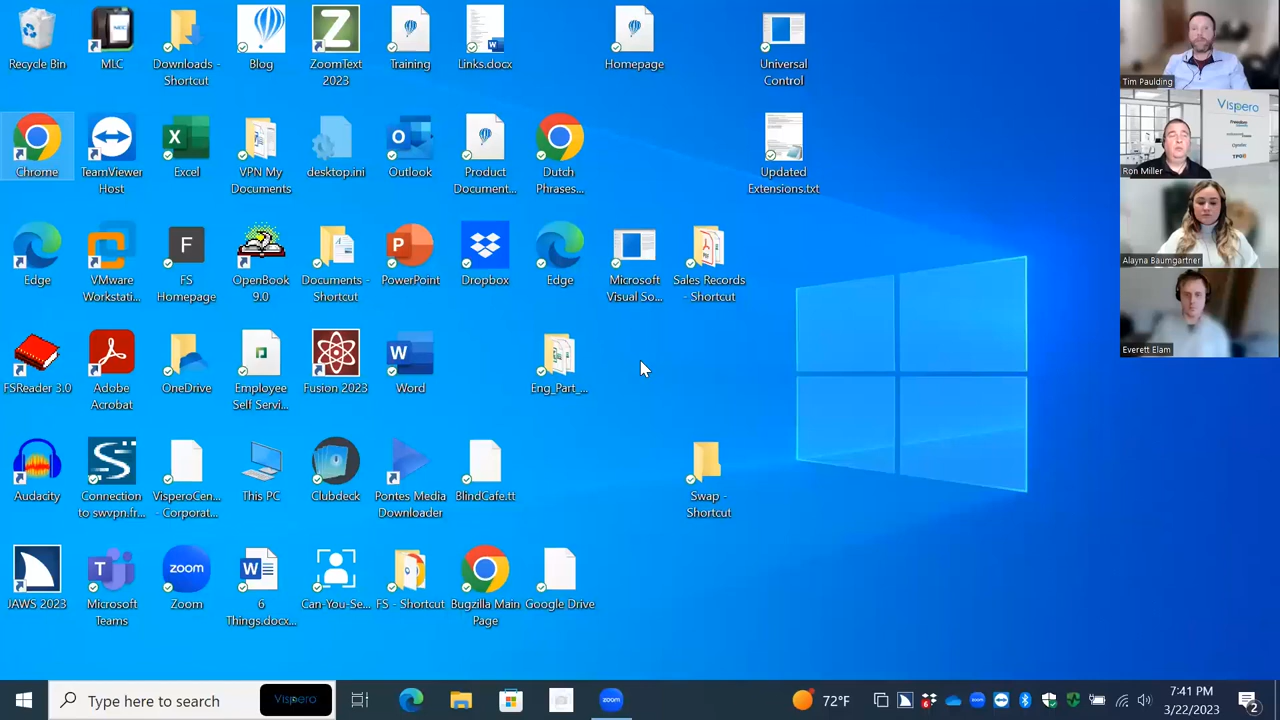 Recycle Bin
MLC
Downloads -
Shortcut
Blog
ZoomText
2023
Training
Links.docx
Homepage
Universal
Control
Chrome
TeamViewer
Host
Excel
VPN My
Documents
desktop.ini
Outlook
Product
Document...
Dutch
Phrases...
Updated
Extensions.txt
Edge
VMware
Workstati...
FS
Homepage
OpenBook
9.0
Documents -
Shortcut
PowerPoint
Dropbox
Edge
Microsoft
Visual So...
Sales Records
- Shortcut
FSReader 3.0
Adobe
Acrobat
OneDrive
Employee
Self Servi...
Fusion 2023
Word
Eng_Part_...
Audacity
Connection
to swvpn.fr...
VisperoCen...
- Corporat...
This PC
Clubdeck
Pontes Media
Downloader
BlindCafe.tt
Swap -
Shortcut
JAWS 2023
Microsoft
Teams
zoom
Zoom
6
Things.docx...
Can-You-Se...
FS - Shortcut
Bugzilla Main
Page
Google Drive
Tim Paulding
Vispero
Freedom
TPGi
Ron Miller
Alayna Baumgartner
Everett Elam
Type here to search
Vispero
zoom
72°F
7:41 PM
3/22/2023
2